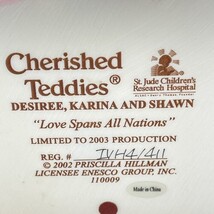 Cherished
Teddies®
St. Jude Children's
Research Hospital
DESIREE, KARINA AND SHAWN
"Love Spans All Nations"
LIMITED TO 2003 PRODUCTION
REG. # IVH4/411
© 2002 PRISCILLA HILLMAN
LICENSEE ENESCO GROUP, INC.
110009
Made in China